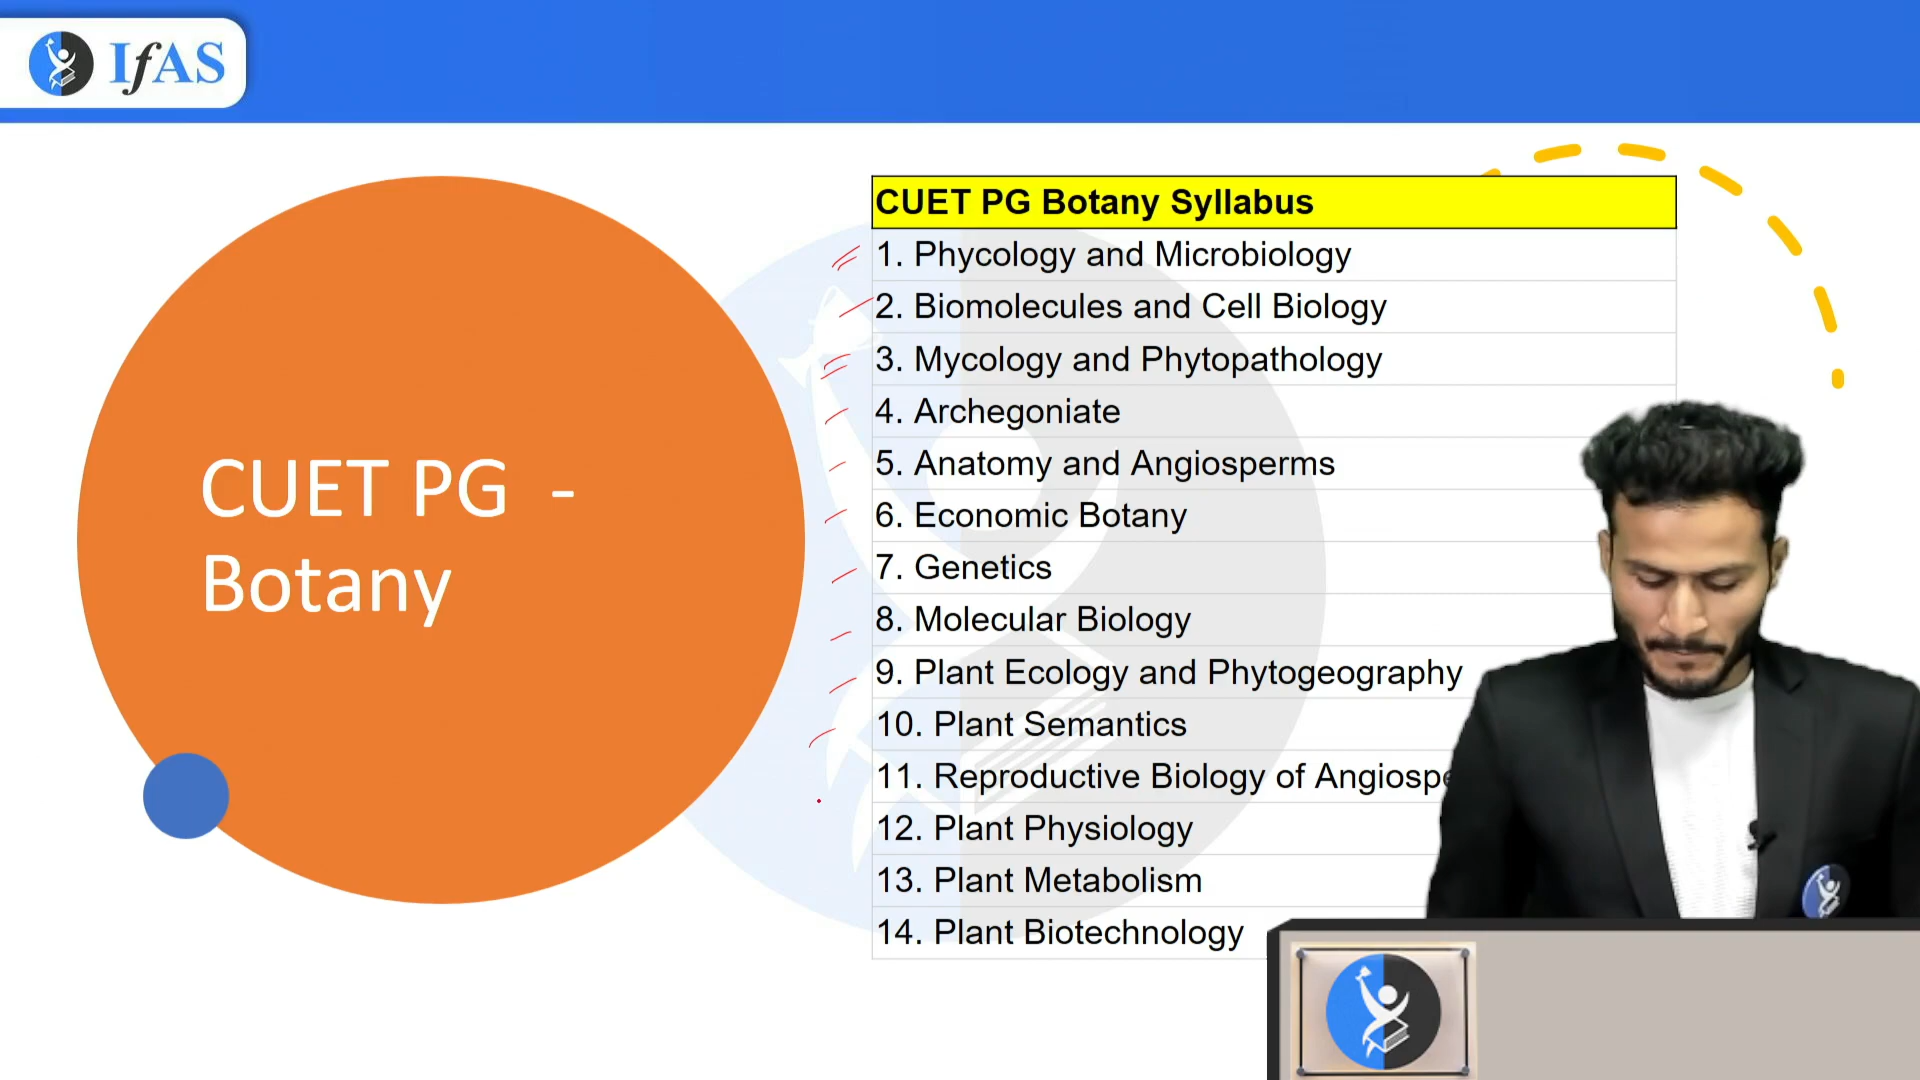 IfAS
CUET PG -
Botany
CUET PG Botany Syllabus
1. Phycology and Microbiology
2. Biomolecules and Cell Biology
3. Mycology and Phytopathology
4. Archegoniate
5. Anatomy and Angiosperms
6. Economic Botany
7. Genetics
8. Molecular Biology
9. Plant Ecology and Phytogeography
10. Plant Semantics
11. Reproductive Biology of Angiospe
12. Plant Physiology
13. Plant Metabolism
14. Plant Biotechnology